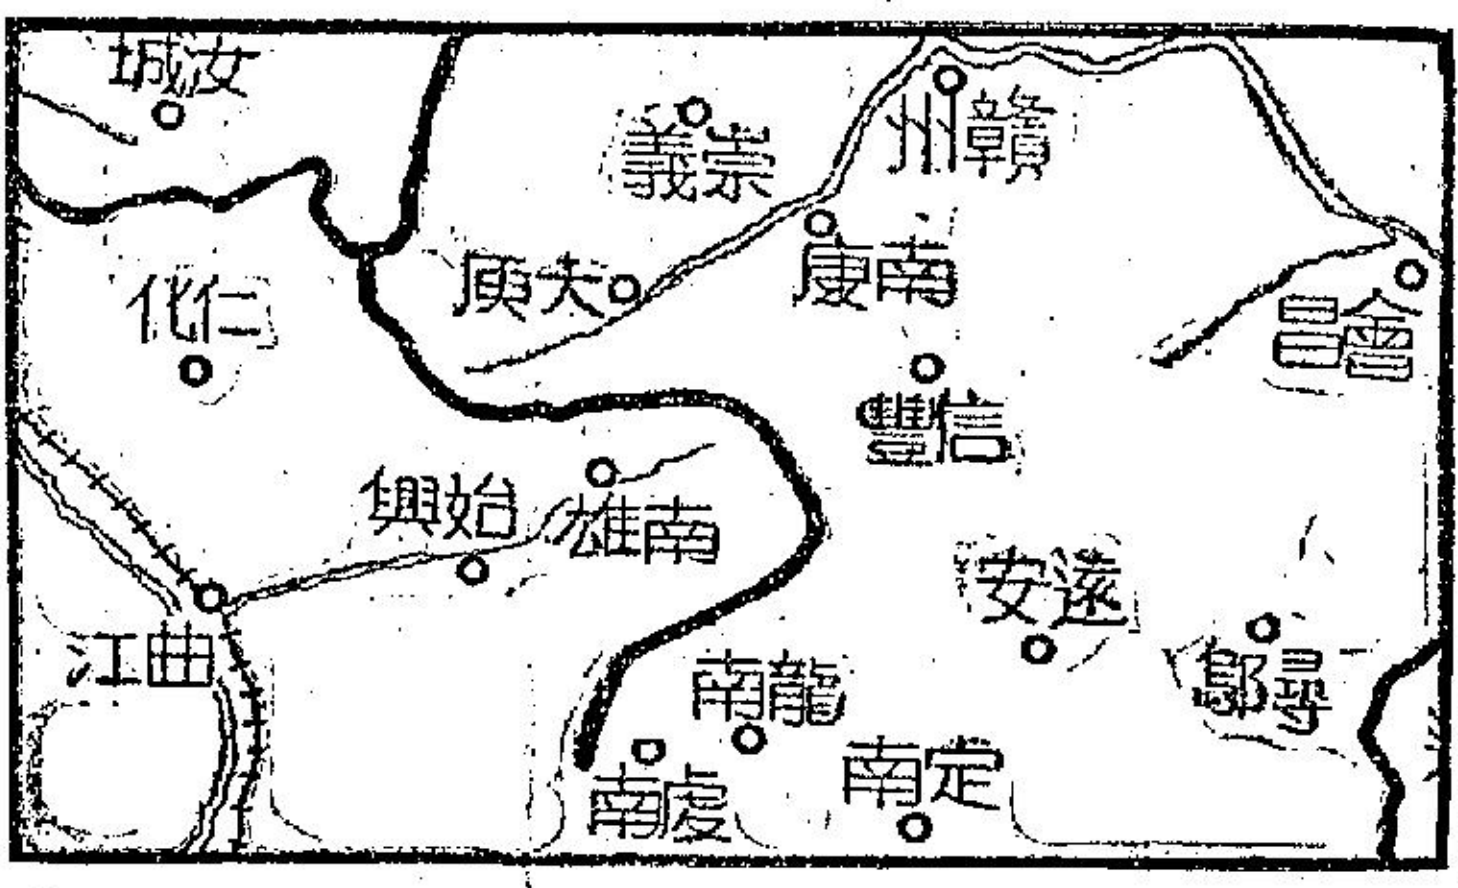 汝城
崇義
贛州
南康
大庾
仁化
會昌
信豐
始興
南雄
安遠
曲江
尋鄔
龍南
定南
虔南